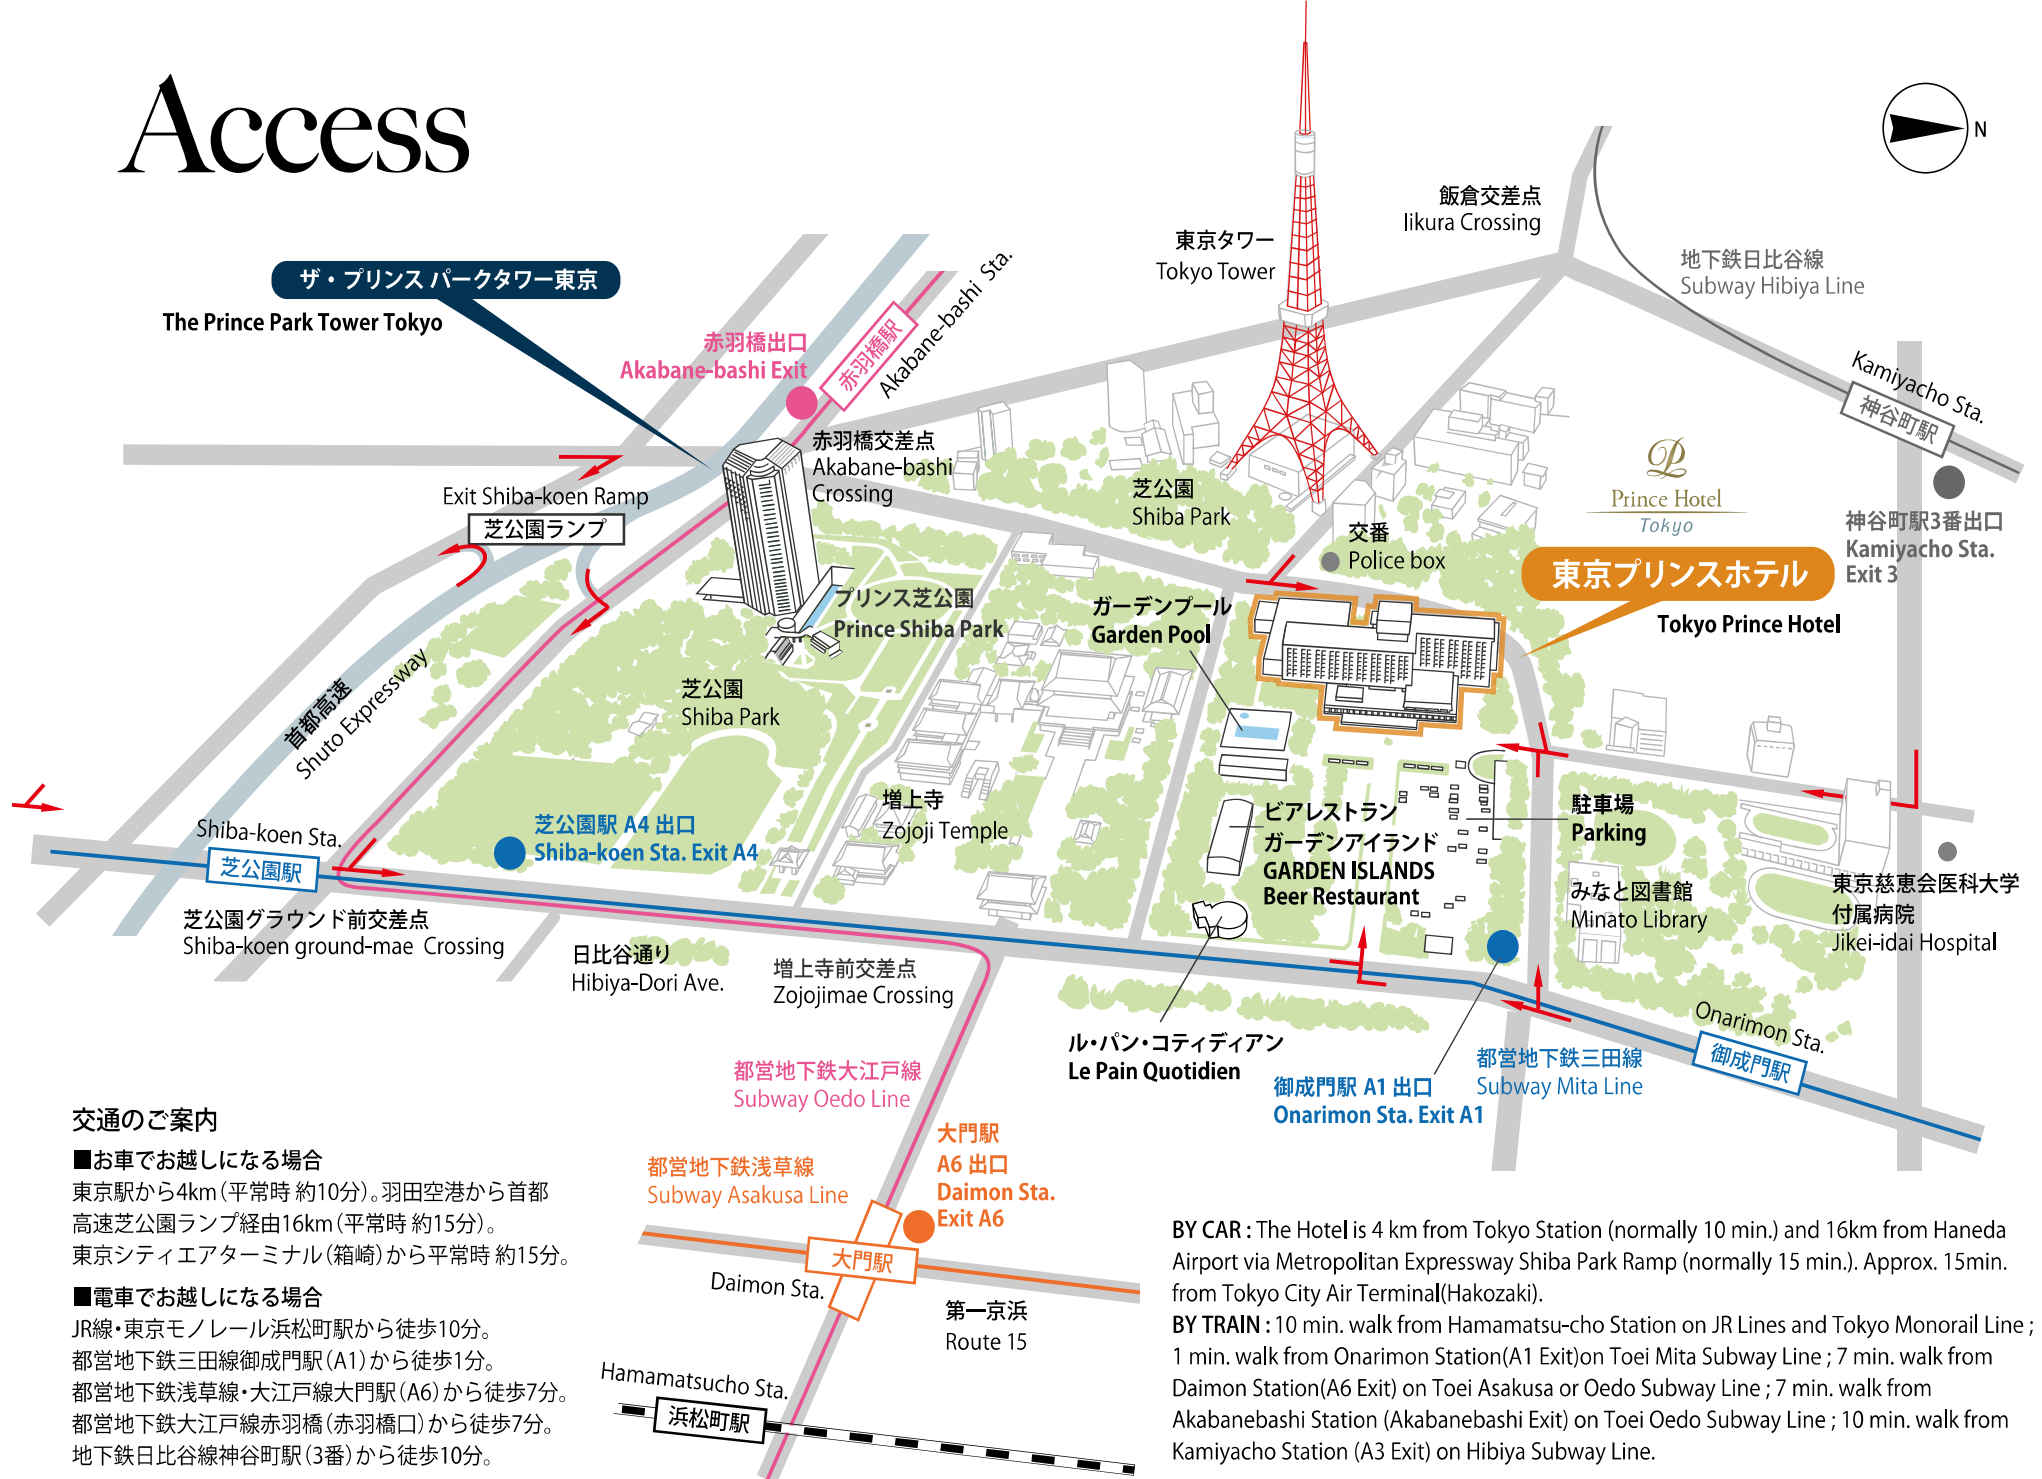 Access
N
飯倉交差点
Iikura Crossing
東京タワー
Tokyo Tower
地下鉄日比谷線
Subway Hibiya Line
ザ・プリンス パークタワー東京
The Prince Park Tower Tokyo
赤羽橋出口
Akabane-bashi Exit
赤羽橋駅
Akabane-bashi Sta.
Kamiyacho Sta.
神谷町駅
赤羽橋交差点
Akabane-bashi
Crossing
Exit Shiba-koen Ramp
芝公園ランプ
芝公園
Shiba Park
交番
Police box
Prince Hotel
Tokyo
神谷町駅3番出口
Kamiyacho Sta.
Exit 3
東京プリンスホテル
Tokyo Prince Hotel
プリンス芝公園
Prince Shiba Park
ガーデンプール
Garden Pool
芝公園
Shiba Park
首都高速
Shuto Expressway
増上寺
Zojoji Temple
ビアレストラン
ガーデンアイランド
GARDEN ISLANDS
Beer Restaurant
駐車場
Parking
芝公園駅 A4 出口
Shiba-koen Sta. Exit A4
Shiba-koen Sta.
芝公園駅
みなと図書館
Minato Library
東京慈恵会医科大学
付属病院
Jikei-idai Hospital
芝公園グラウンド前交差点
Shiba-koen ground-mae Crossing
日比谷通り
Hibiya-Dori Ave.
増上寺前交差点
Zojojimae Crossing
ル・パン・コティディアン
Le Pain Quotidien
御成門駅 A1 出口
Onarimon Sta. Exit A1
都営地下鉄三田線
Subway Mita Line
Onarimon Sta.
御成門駅
都営地下鉄大江戸線
Subway Oedo Line
大門駅
A6 出口
Daimon Sta.
Exit A6
都営地下鉄浅草線
Subway Asakusa Line
大門駅
Daimon Sta.
第一京浜
Route 15
Hamamatsucho Sta.
浜松町駅
交通のご案内
■お車でお越しになる場合
東京駅から4km(平常時 約10分)。羽田空港から首都
高速芝公園ランプ経由16km(平常時 約15分)。
東京シティエアターミナル(箱崎)から平常時 約15分。
■電車でお越しになる場合
JR線・東京モノレール浜松町駅から徒歩10分。
都営地下鉄三田線御成門駅(A1)から徒歩1分。
都営地下鉄浅草線・大江戸線大門駅(A6)から徒歩7分。
都営地下鉄大江戸線赤羽橋(赤羽橋口)から徒歩7分。
地下鉄日比谷線神谷町駅(3番)から徒歩10分。
BY CAR : The Hotel is 4 km from Tokyo Station (normally 10 min.) and 16km from Haneda
Airport via Metropolitan Expressway Shiba Park Ramp (normally 15 min.). Approx. 15min.
from Tokyo City Air Terminal(Hakozaki).
BY TRAIN : 10 min. walk from Hamamatsu-cho Station on JR Lines and Tokyo Monorail Line ;
1 min. walk from Onarimon Station(A1 Exit)on Toei Mita Subway Line ; 7 min. walk from
Daimon Station(A6 Exit) on Toei Asakusa or Oedo Subway Line ; 7 min. walk from
Akabanebashi Station (Akabanebashi Exit) on Toei Oedo Subway Line ; 10 min. walk from
Kamiyacho Station (A3 Exit) on Hibiya Subway Line.